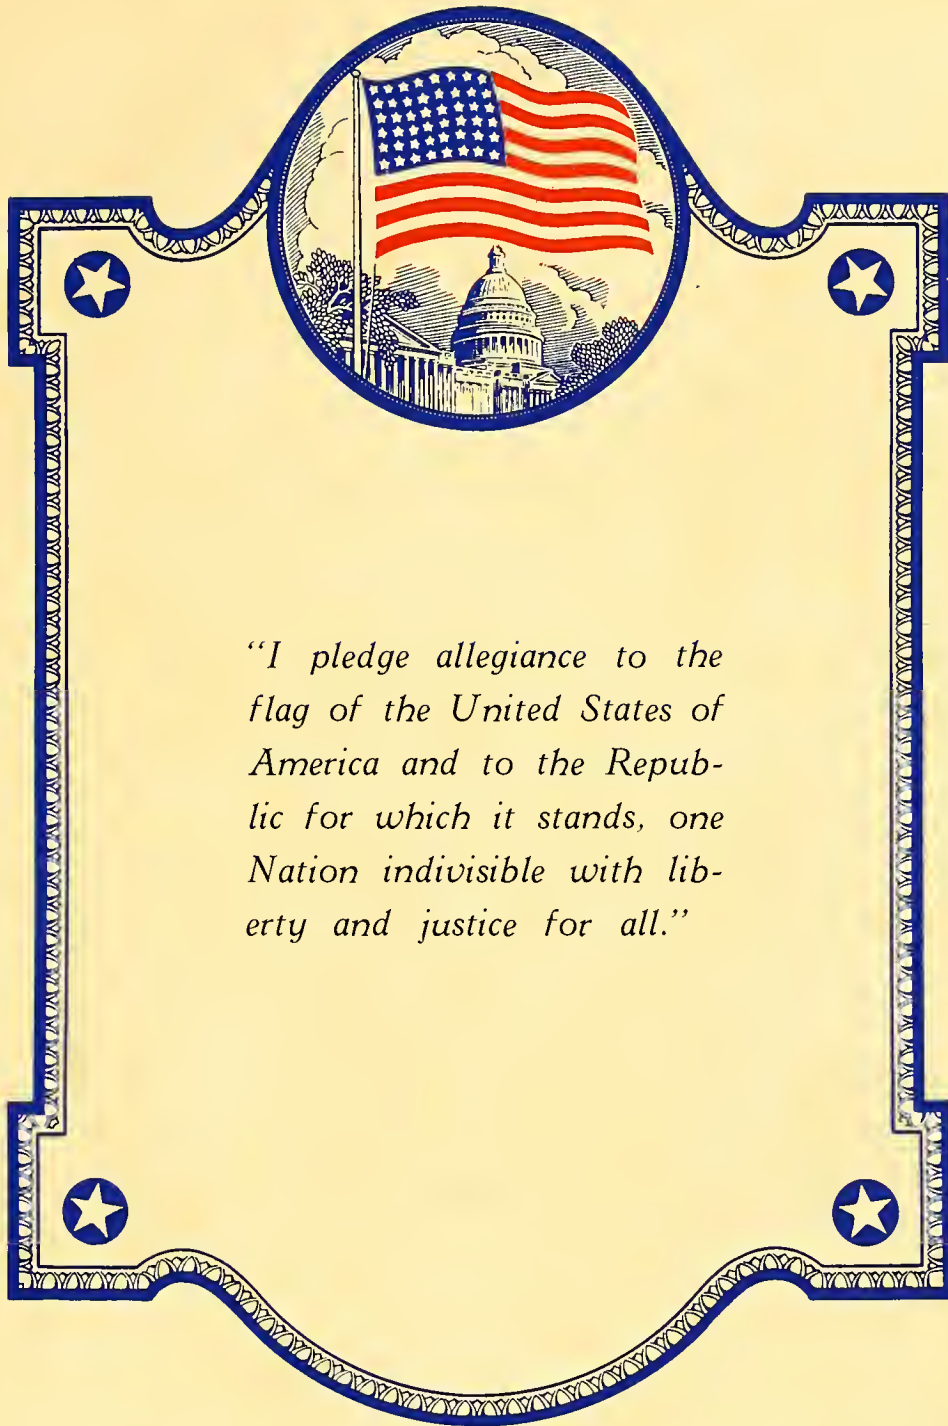 “I pledge allegiance to the
flag of the United States of
America and to the Repub-
lic for which it stands, one
Nation indivisible with lib-
erty and justice for all.”